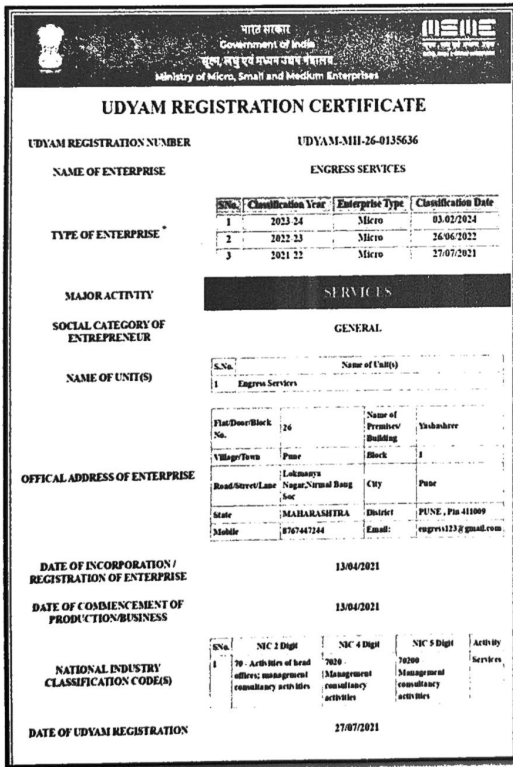 भारत सरकार
Government of India
सूक्ष्म, लघु एवं मध्यम उद्यम मंत्रालय
Ministry of Micro, Small and Medium Enterprises
MSME
UDYAM REGISTRATION CERTIFICATE
UDYAM REGISTRATION NUMBER UDYAM-MH-26-0135636
NAME OF ENTERPRISE ENGRESS SERVICES
TYPE OF ENTERPRISE *
SNo. Classification Year Enterprise Type Classification Date
1 2023-24 Micro 03/02/2024
2 2022-23 Micro 26/06/2022
3 2021-22 Micro 27/07/2021
MAJOR ACTIVITY SERVICES
SOCIAL CATEGORY OF ENTREPRENEUR GENERAL
NAME OF UNIT(S)
S.No. Name of Unit(s)
1 Engress Services
OFFICAL ADDRESS OF ENTERPRISE
Flat/Door/Block No. 26 Name of Premises/ Building Yashashree
Village/Town Pune Block 1
Road/Street/Lane Lokmanya Nagar,Nirmal Baug Soc City Pune
State MAHARASHTRA District PUNE , Pin 411009
Mobile 8767447244 Email: engress123@gmail.com
DATE OF INCORPORATION / REGISTRATION OF ENTERPRISE 13/04/2021
DATE OF COMMENCEMENT OF PRODUCTION/BUSINESS 13/04/2021
NATIONAL INDUSTRY CLASSIFICATION CODE(S)
SNo. NIC 2 Digit NIC 4 Digit NIC 5 Digit Activity
1 70 - Activities of head offices; management consultancy activities 7020 - Management consultancy activities 70200 Management consultancy activities Services
DATE OF UDYAM REGISTRATION 27/07/2021